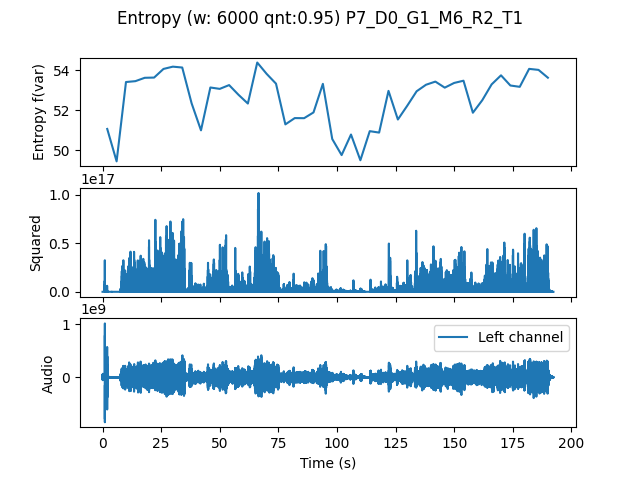 Entropy (w: 6000 qnt:0.95) P7_D0_G1_M6_R2_T1
54
52
50
Entropy f(var)
1e17
1.0
0.5
0.0
Squared
1e9
1
0
Audio
Left channel
0 25 50 75 100 125 150 175 200
Time (s)